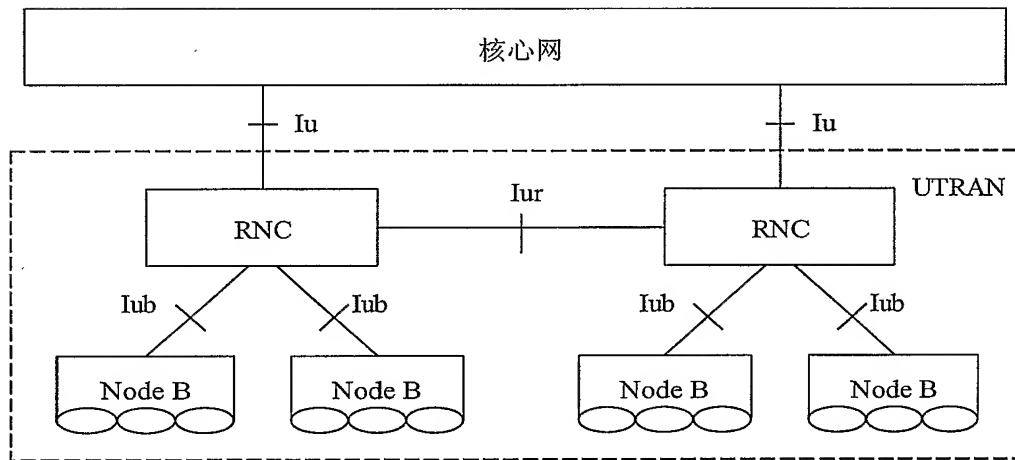 核心网
Iu
Iu
UTRAN
Iur
RNC
RNC
Iub
Iub
Iub
Iub
Node B
Node B
Node B
Node B